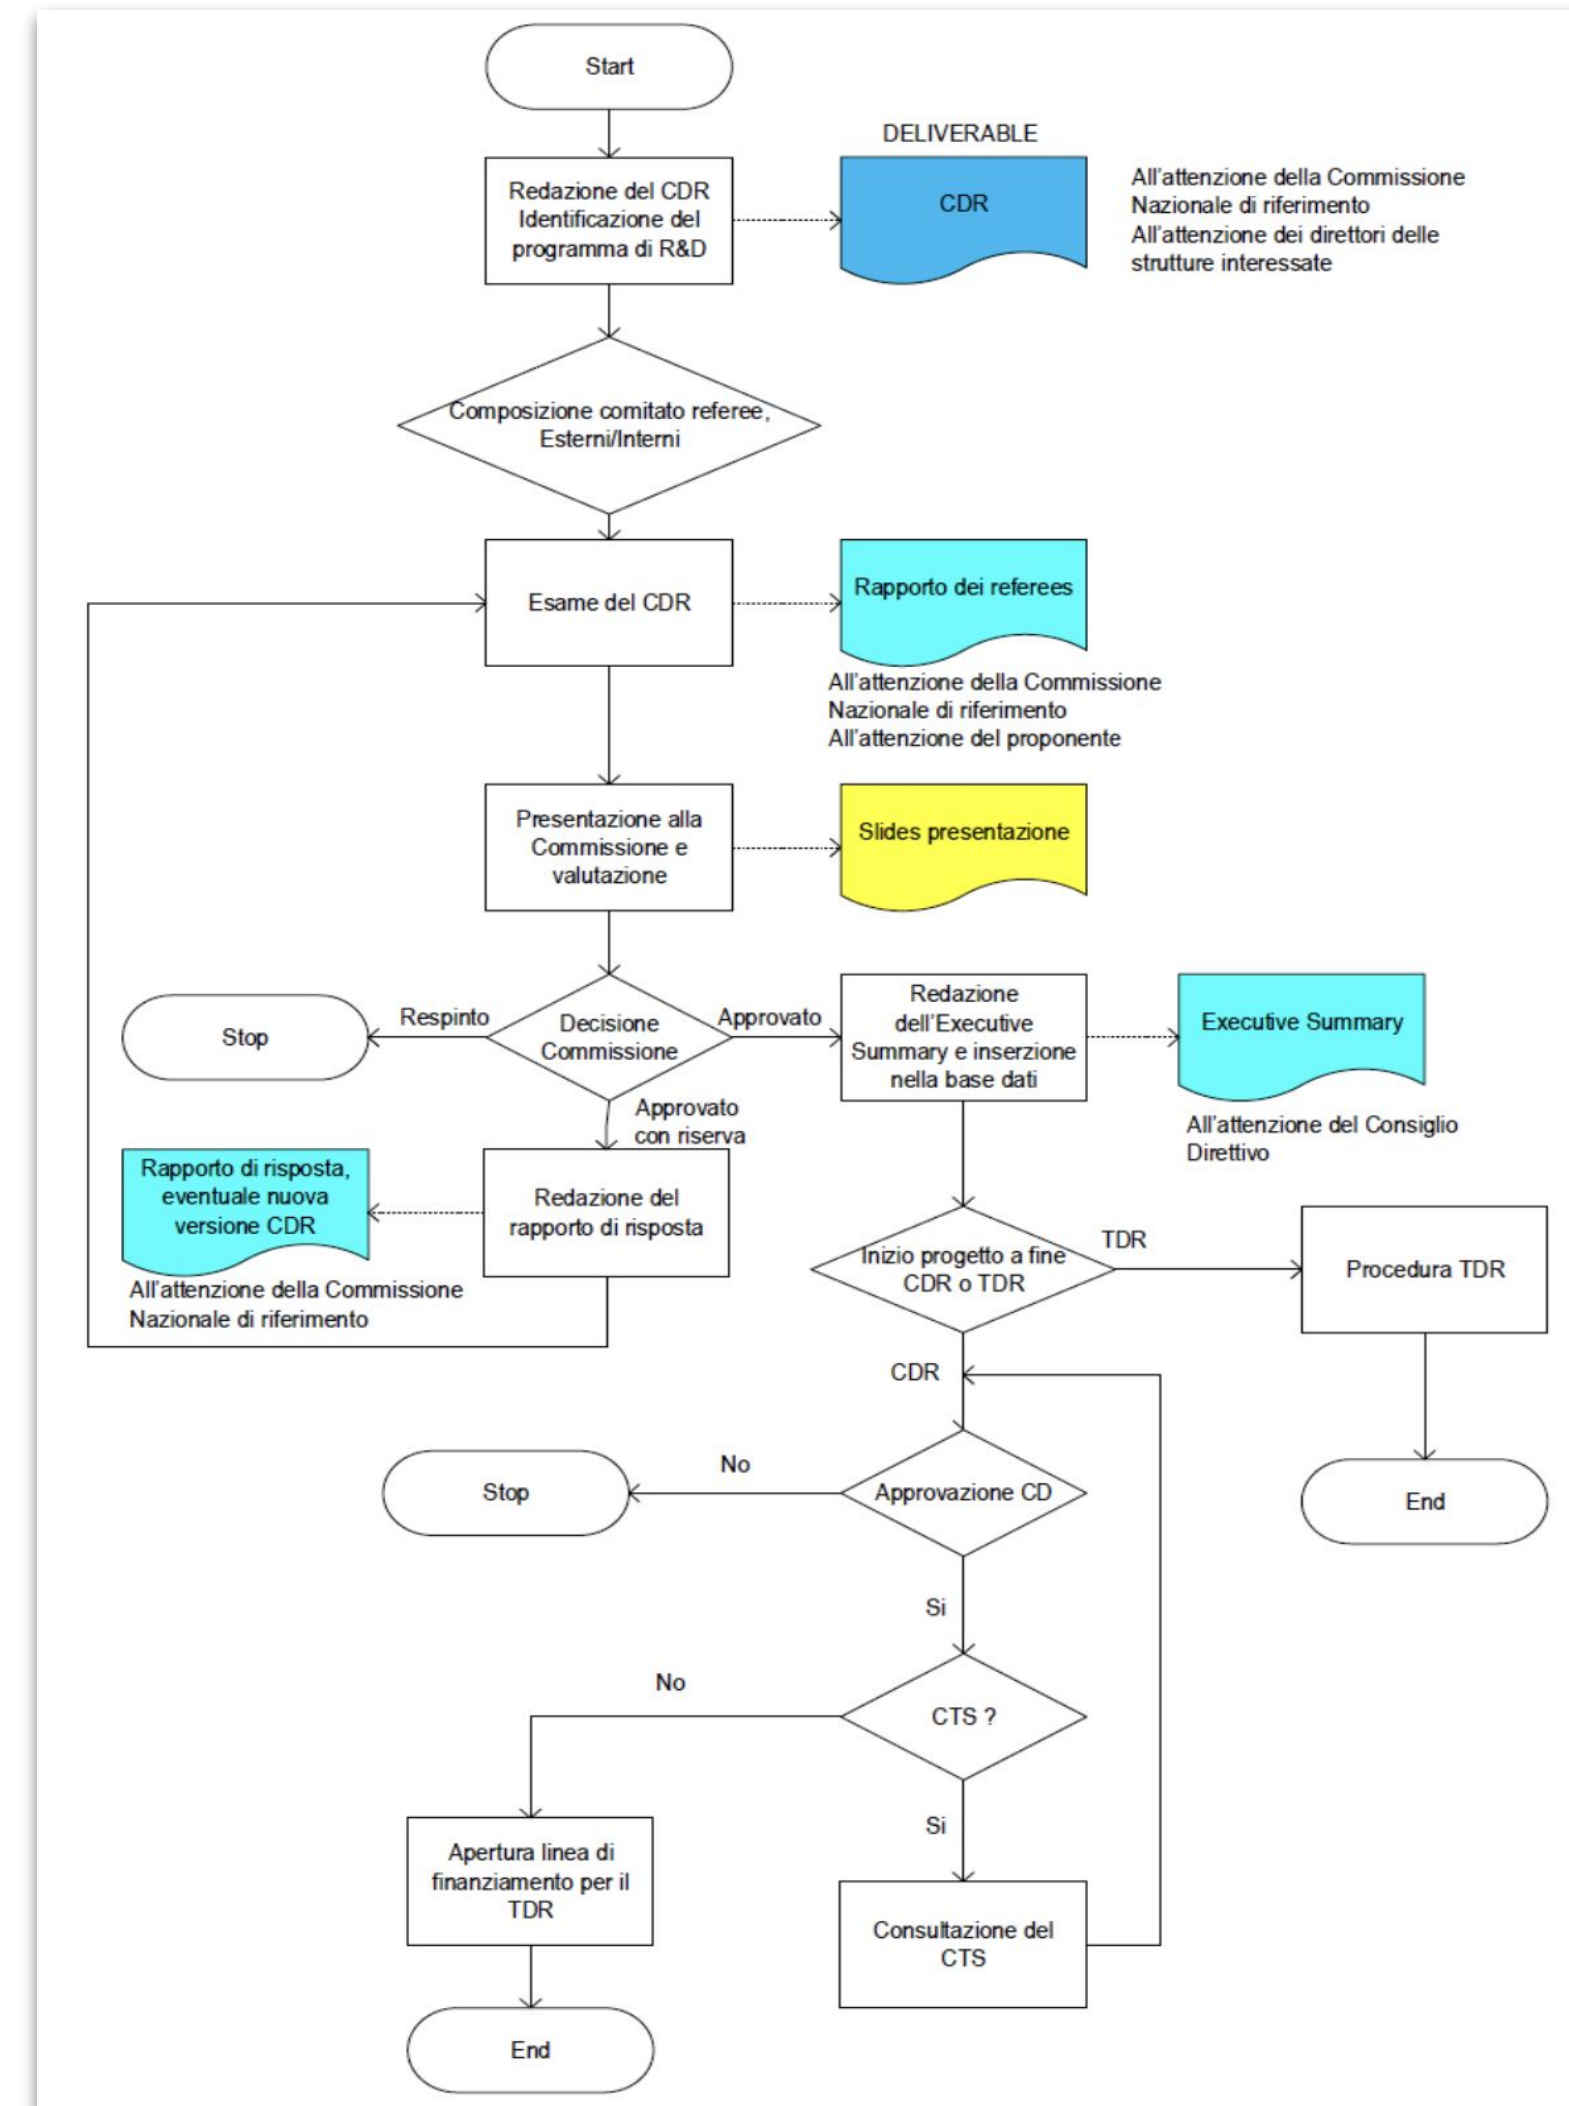 Start
DELIVERABLE
Redazione del CDR
Identificazione del
programma di R&D
CDR
All'attenzione della Commissione
Nazionale di riferimento
All'attenzione dei direttori delle
strutture interessate
Composizione comitato referee,
Esterni/Interni
Esame del CDR
Rapporto dei referees
All'attenzione della Commissione
Nazionale di riferimento
All'attenzione del proponente
Presentazione alla
Commissione e
valutazione
Slides presentazione
Stop
Respinto
Decisione
Commissione
Approvato
Redazione
dell'Executive
Summary e inserzione
nella base dati
Executive Summary
All'attenzione del Consiglio
Direttivo
Approvato
con riserva
Rapporto di risposta,
eventuale nuova
versione CDR
All'attenzione della Commissione
Nazionale di riferimento
Redazione del
rapporto di risposta
Inizio progetto a fine
CDR o TDR
TDR
Procedura TDR
CDR
Stop
No
Approvazione CD
End
Si
No
CTS ?
Si
Apertura linea di
finanziamento per il
TDR
Consultazione del
CTS
End